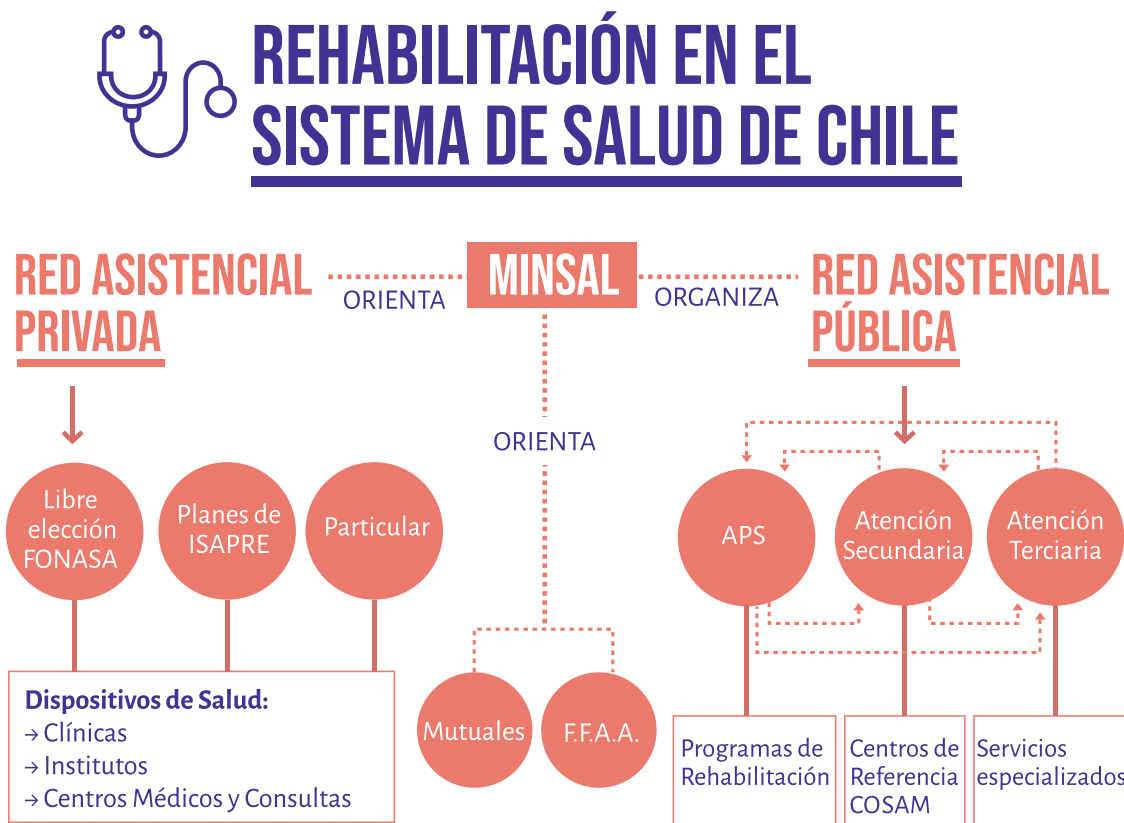 REHABILITACIÓN EN EL
SISTEMA DE SALUD DE CHILE
RED ASISTENCIAL
PRIVADA
ORIENTA
MINSAL
ORGANIZA
RED ASISTENCIAL
PÚBLICA
ORIENTA
Libre
elección
FONASA
Planes de
ISAPRE
Particular
APS
Atención
Secundaria
Atención
Terciaria
Dispositivos de Salud:
→ Clínicas
→ Institutos
→ Centros Médicos y Consultas
Mutuales
F.F.A.A.
Programas de
Rehabilitación
Centros de
Referencia
COSAM
Servicios
especializados